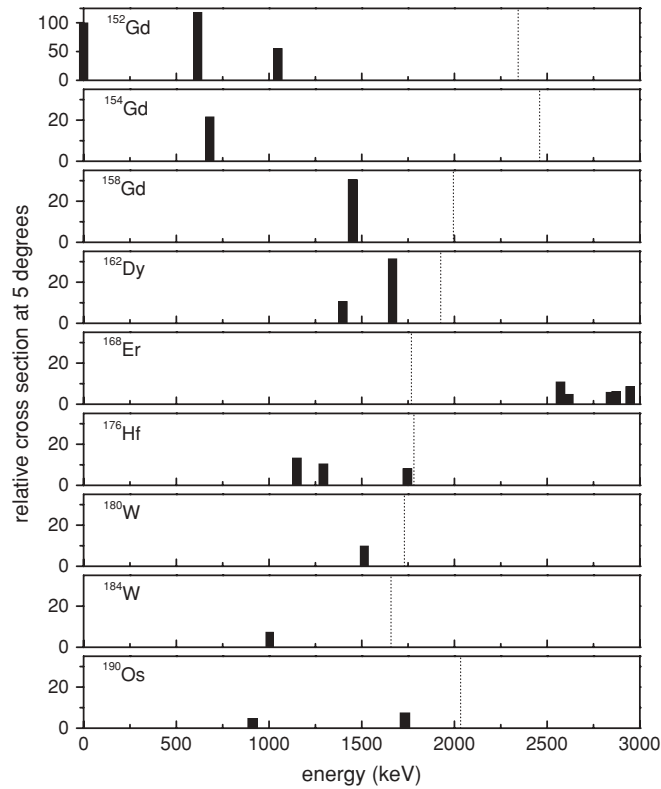 relative cross section at 5 degrees
100
50
0
¹⁵²Gd
20
0
¹⁵⁴Gd
20
0
¹⁵⁸Gd
20
0
¹⁶²Dy
20
0
¹⁶⁸Er
20
0
¹⁷⁶Hf
20
0
¹⁸⁰W
20
0
¹⁸⁴W
20
0
¹⁹⁰Os
0 500 1000 1500 2000 2500 3000
energy (keV)